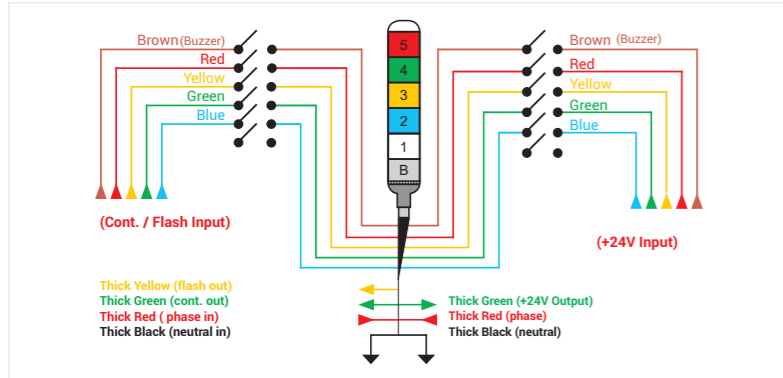 Brown (Buzzer)
Red
Yellow
Green
Blue
(Cont. / Flash Input)
5
4
3
2
1
B
Brown (Buzzer)
Red
Yellow
Green
Blue
(+24V Input)
Thick Yellow (flash out)
Thick Green (cont. out)
Thick Red ( phase in)
Thick Black (neutral in)
Thick Green (+24V Output)
Thick Red (phase)
Thick Black (neutral)